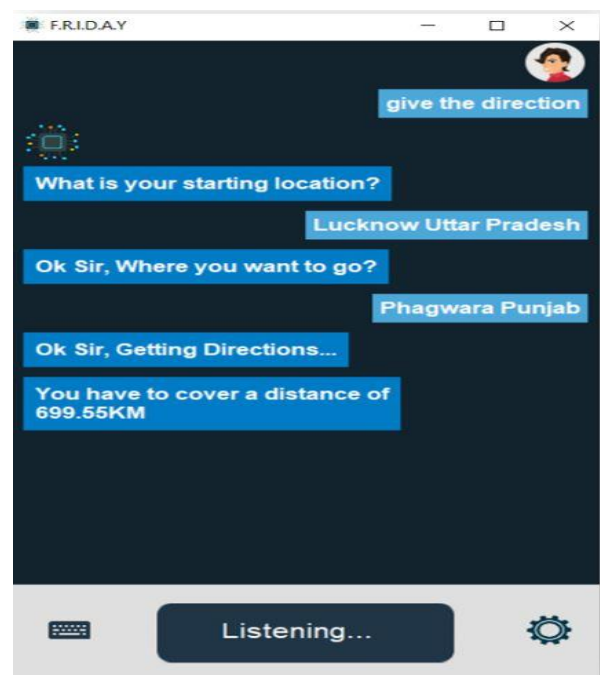 F.R.I.D.A.Y
give the direction
What is your starting location?
Lucknow Uttar Pradesh
Ok Sir, Where you want to go?
Phagwara Punjab
Ok Sir, Getting Directions...
You have to cover a distance of
699.55KM
Listening...